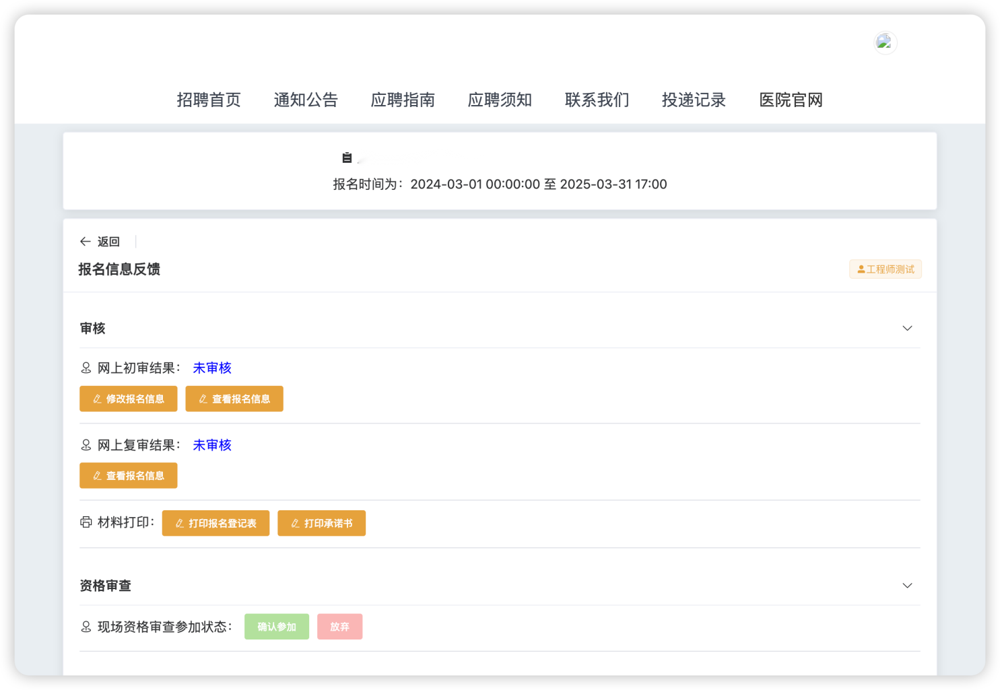 招聘首页 通知公告 应聘指南 应聘须知 联系我们 投递记录 医院官网
报名时间为：2024-03-01 00:00:00 至 2025-03-31 17:00
返回
报名信息反馈
工程师测试
审核
网上初审结果： 未审核
修改报名信息 查看报名信息
网上复审结果： 未审核
查看报名信息
材料打印： 打印报名登记表 打印承诺书
资格审查
现场资格审查参加状态： 确认参加 放弃